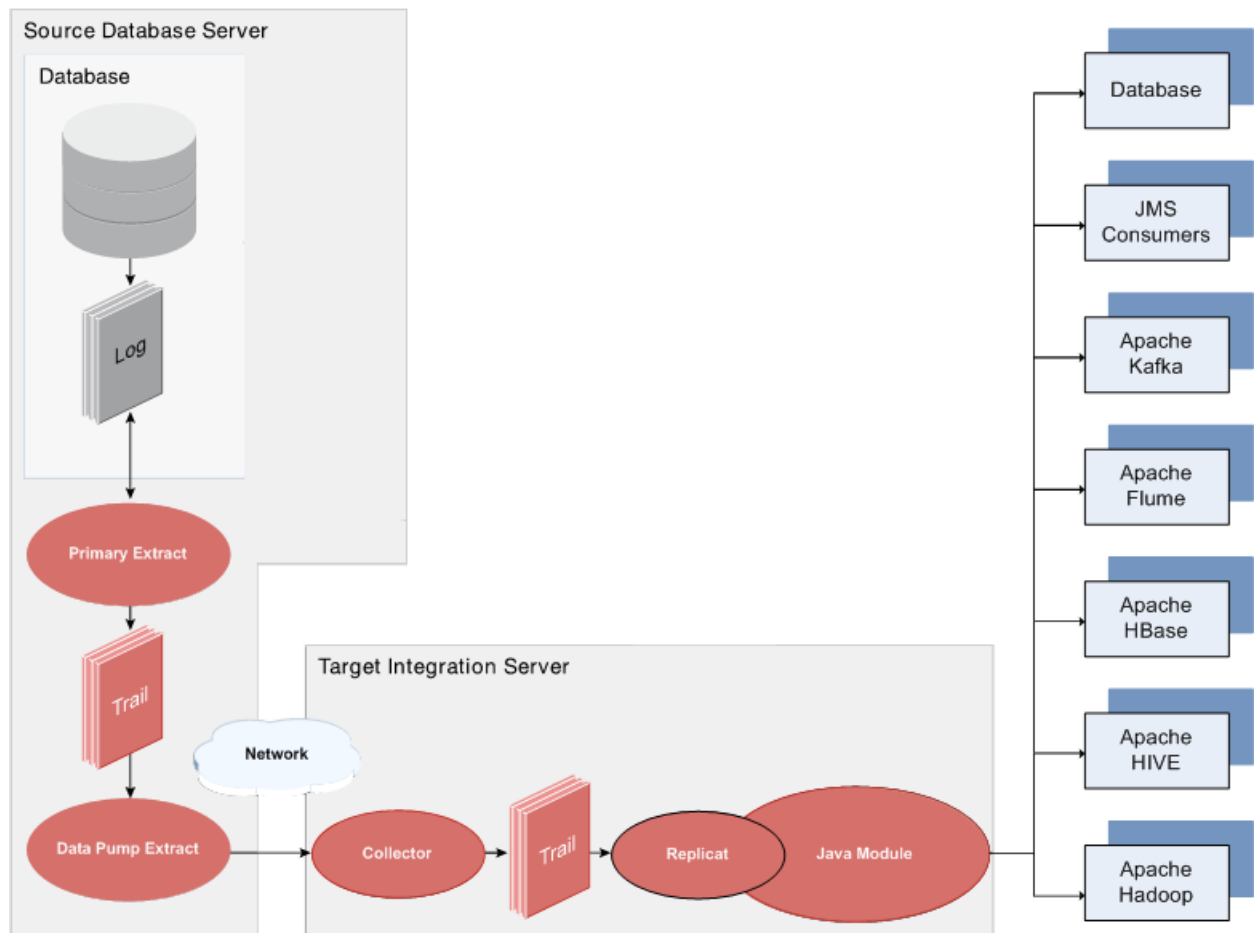 Source Database Server
Database
Log
Primary Extract
Trail
Data Pump Extract
Network
Target Integration Server
Collector
Trail
Replicat
Java Module
Database
JMS
Consumers
Apache
Kafka
Apache
Flume
Apache
HBase
Apache
HIVE
Apache
Hadoop